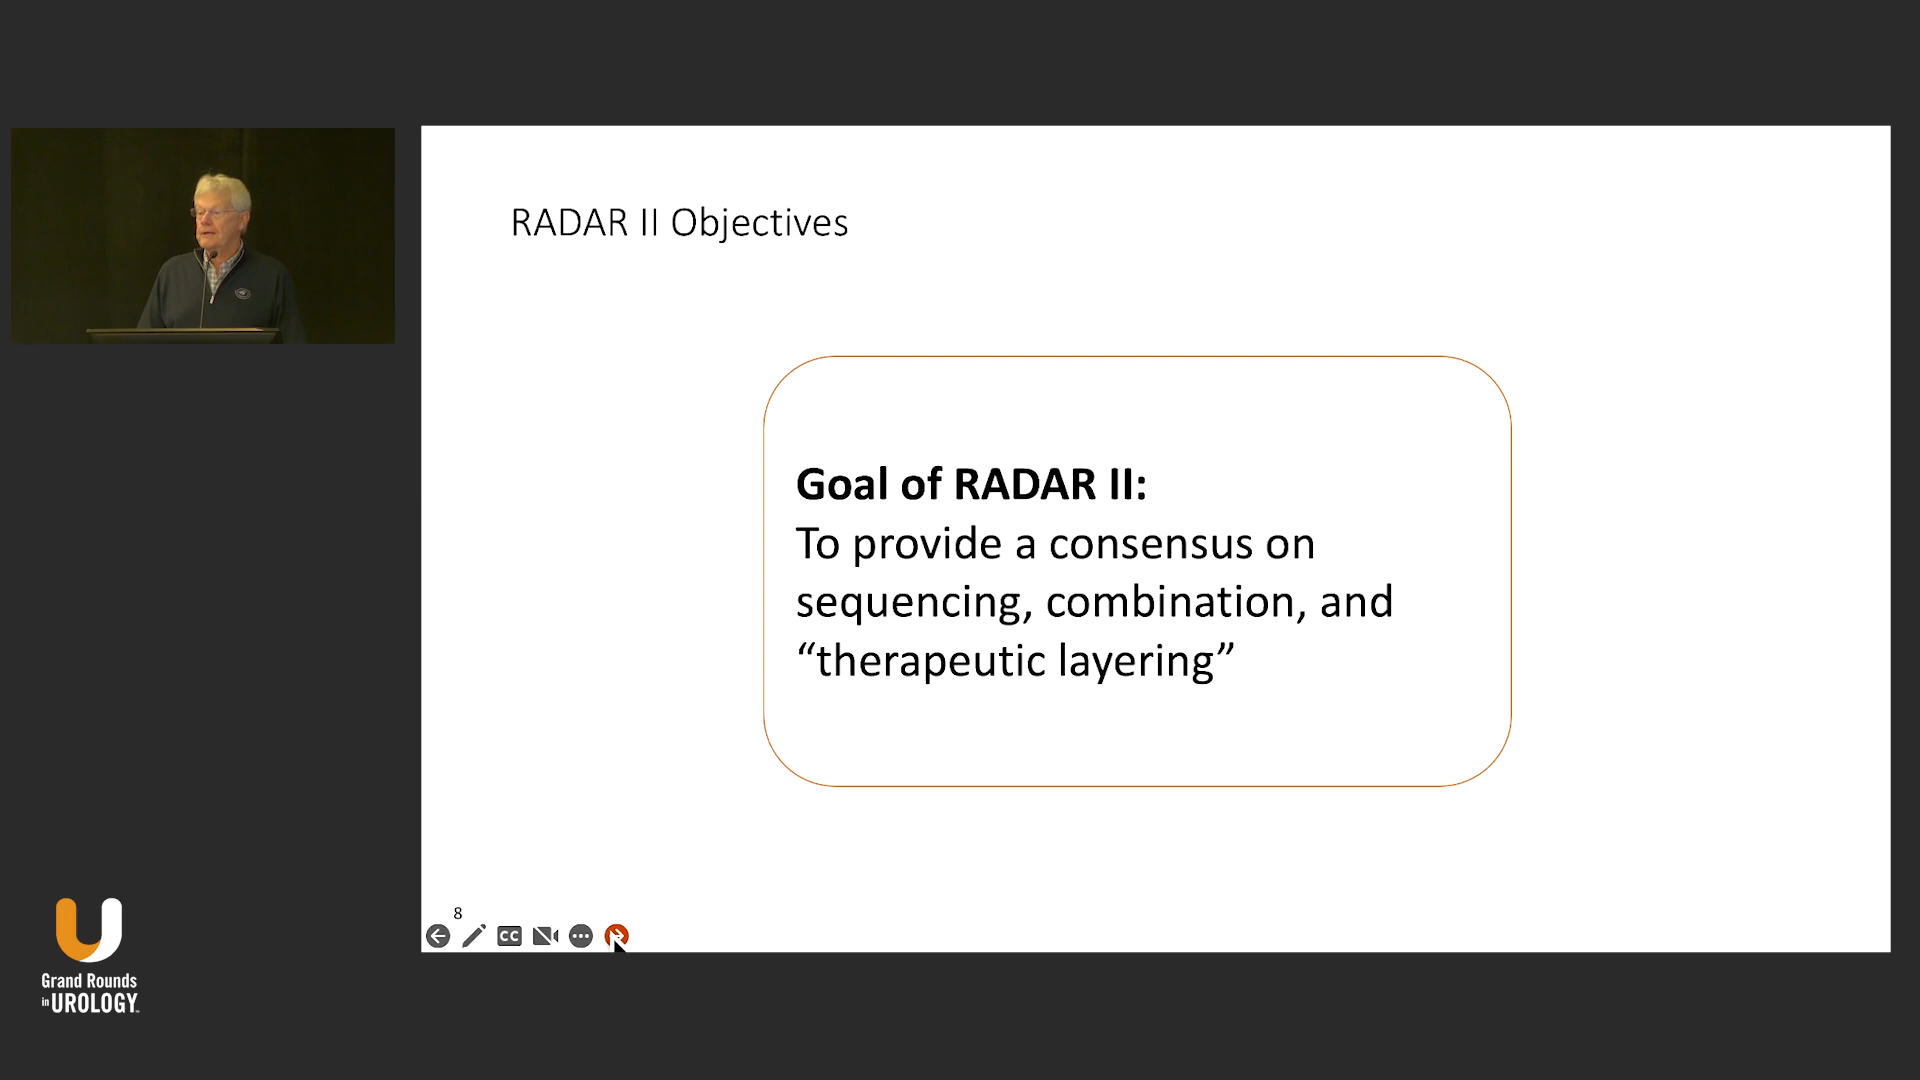 RADAR II Objectives
Goal of RADAR II:
To provide a consensus on
sequencing, combination, and
“therapeutic layering”
8
CC
Grand Rounds
in UROLOGY